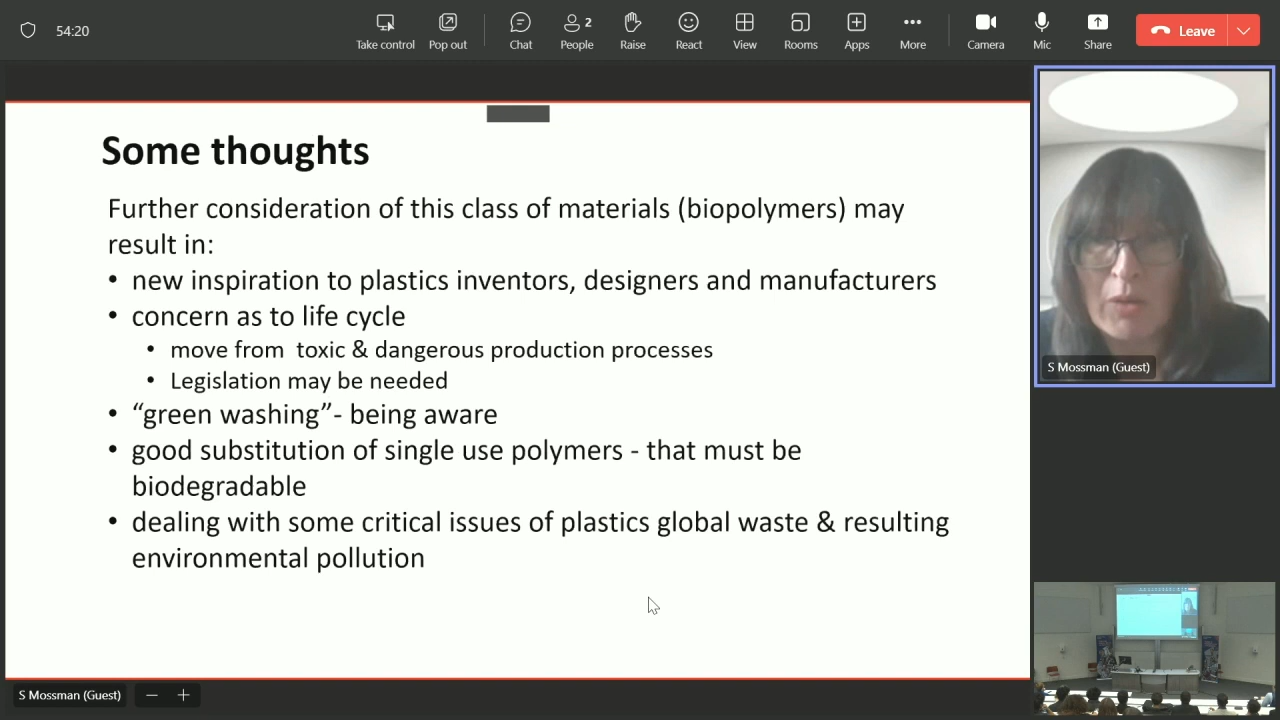 54:20
Take control
Pop out
Chat
2
People
Raise
React
View
Rooms
Apps
More
Camera
Mic
Share
Leave
Some thoughts
Further consideration of this class of materials (biopolymers) may
result in:
• new inspiration to plastics inventors, designers and manufacturers
• concern as to life cycle
• move from toxic & dangerous production processes
• Legislation may be needed
• “green washing”- being aware
• good substitution of single use polymers - that must be
biodegradable
• dealing with some critical issues of plastics global waste & resulting
environmental pollution
S Mossman (Guest)
S Mossman (Guest)